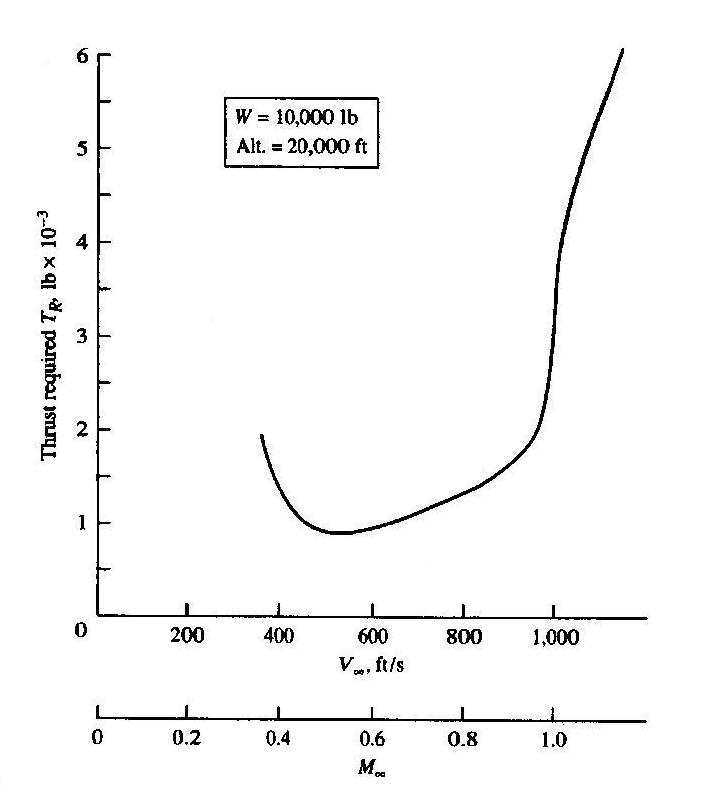 6
W = 10,000 lb
Alt. = 20,000 ft
5
4
3
2
1
Thrust required T_R, lb × 10⁻³
0
200 400 600 800 1,000
V∞, ft/s
0 0.2 0.4 0.6 0.8 1.0
M∞